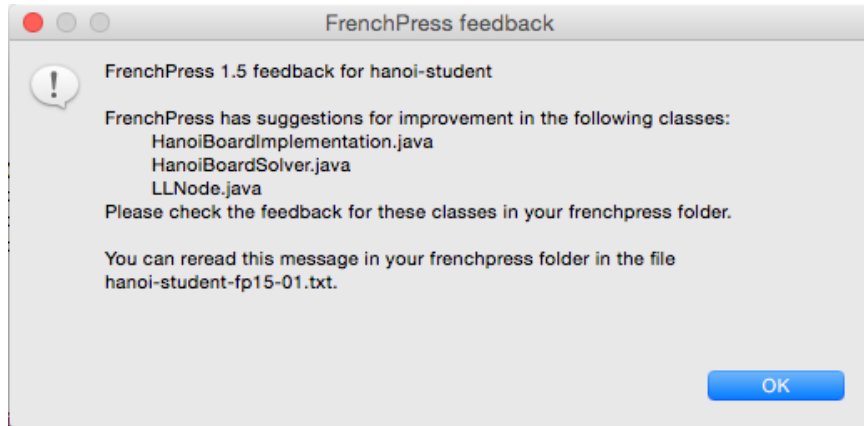 FrenchPress feedback
FrenchPress 1.5 feedback for hanoi-student
FrenchPress has suggestions for improvement in the following classes:
HanoiBoardImplementation.java
HanoiBoardSolver.java
LLNode.java
Please check the feedback for these classes in your frenchpress folder.
You can reread this message in your frenchpress folder in the file
hanoi-student-fp15-01.txt.
OK